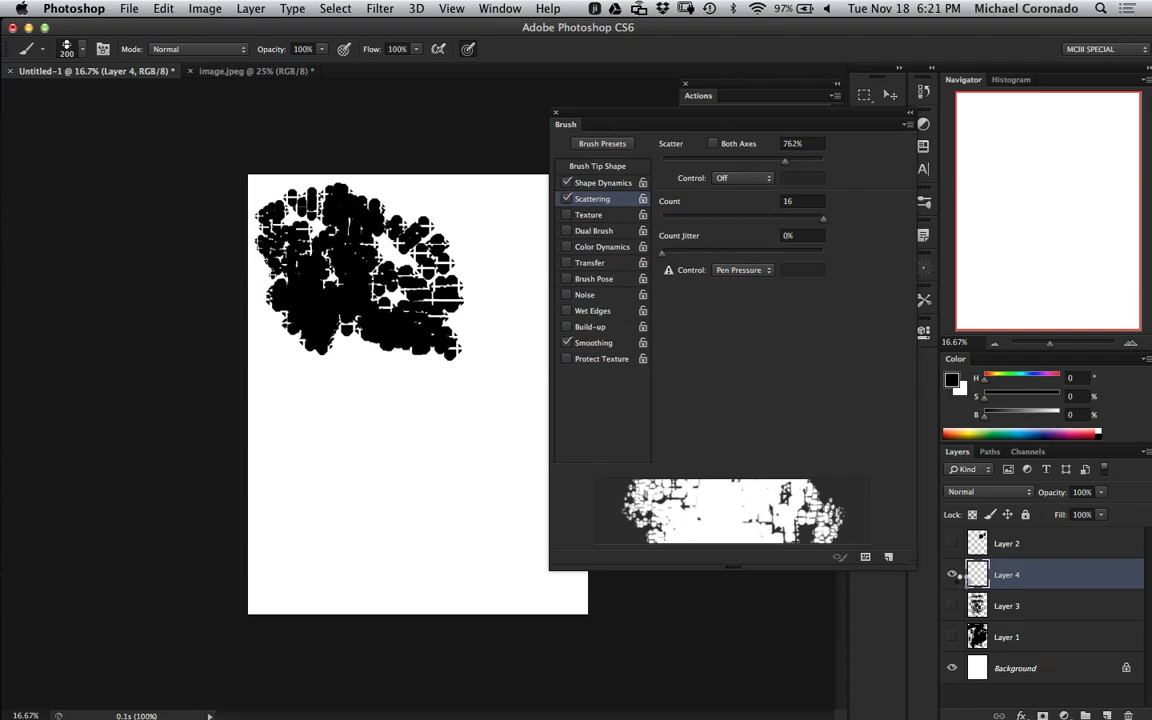 Photoshop File Edit Image Layer Type Select Filter 3D View Window Help 97% Tue Nov 18 6:21 PM Michael Coronado
Adobe Photoshop CS6
200 Mode: Normal Opacity: 100% Flow: 100% MCIII SPECIAL
Untitled-1 @ 16.7% (Layer 4, RGB/8) * image.jpeg @ 25% (RGB/8) *
Actions
Navigator Histogram
Brush
Brush Presets Scatter Both Axes 762%
Brush Tip Shape
Shape Dynamics Control: Off
Scattering Count 16
Texture
Dual Brush Count Jitter 0%
Color Dynamics
Transfer Control: Pen Pressure
Brush Pose
Noise
Wet Edges
Build-up
Smoothing
Protect Texture
16.67%
Color
H 0 °
S 0 %
B 0 %
Layers Paths Channels
Kind
Normal Opacity: 100%
Lock: Fill: 100%
Layer 2
Layer 4
Layer 3
Layer 1
Background
16.67% 0.1s (100%)
fx